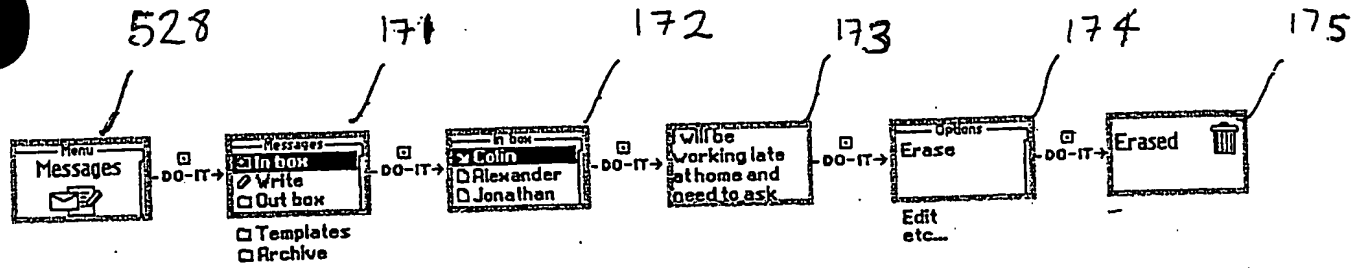 528
171
172
173
174
175
Menu
Messages
DO-IT
Messages
In box
Write
Out box
Templates
Archive
DO-IT
In box
Colin
Alexander
Jonathan
DO-IT
I will be
working late
at home and
need to ask
DO-IT
Options
Erase
Edit
etc...
DO-IT
Erased